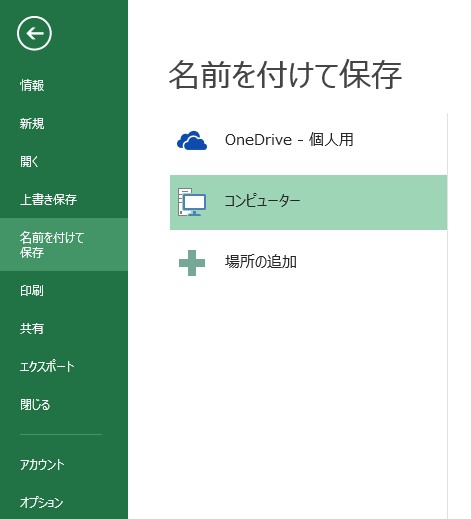 情報
新規
開く
上書き保存
名前を付けて
保存
印刷
共有
エクスポート
閉じる
アカウント
オプション
名前を付けて保存
OneDrive - 個人用
コンピューター
場所の追加